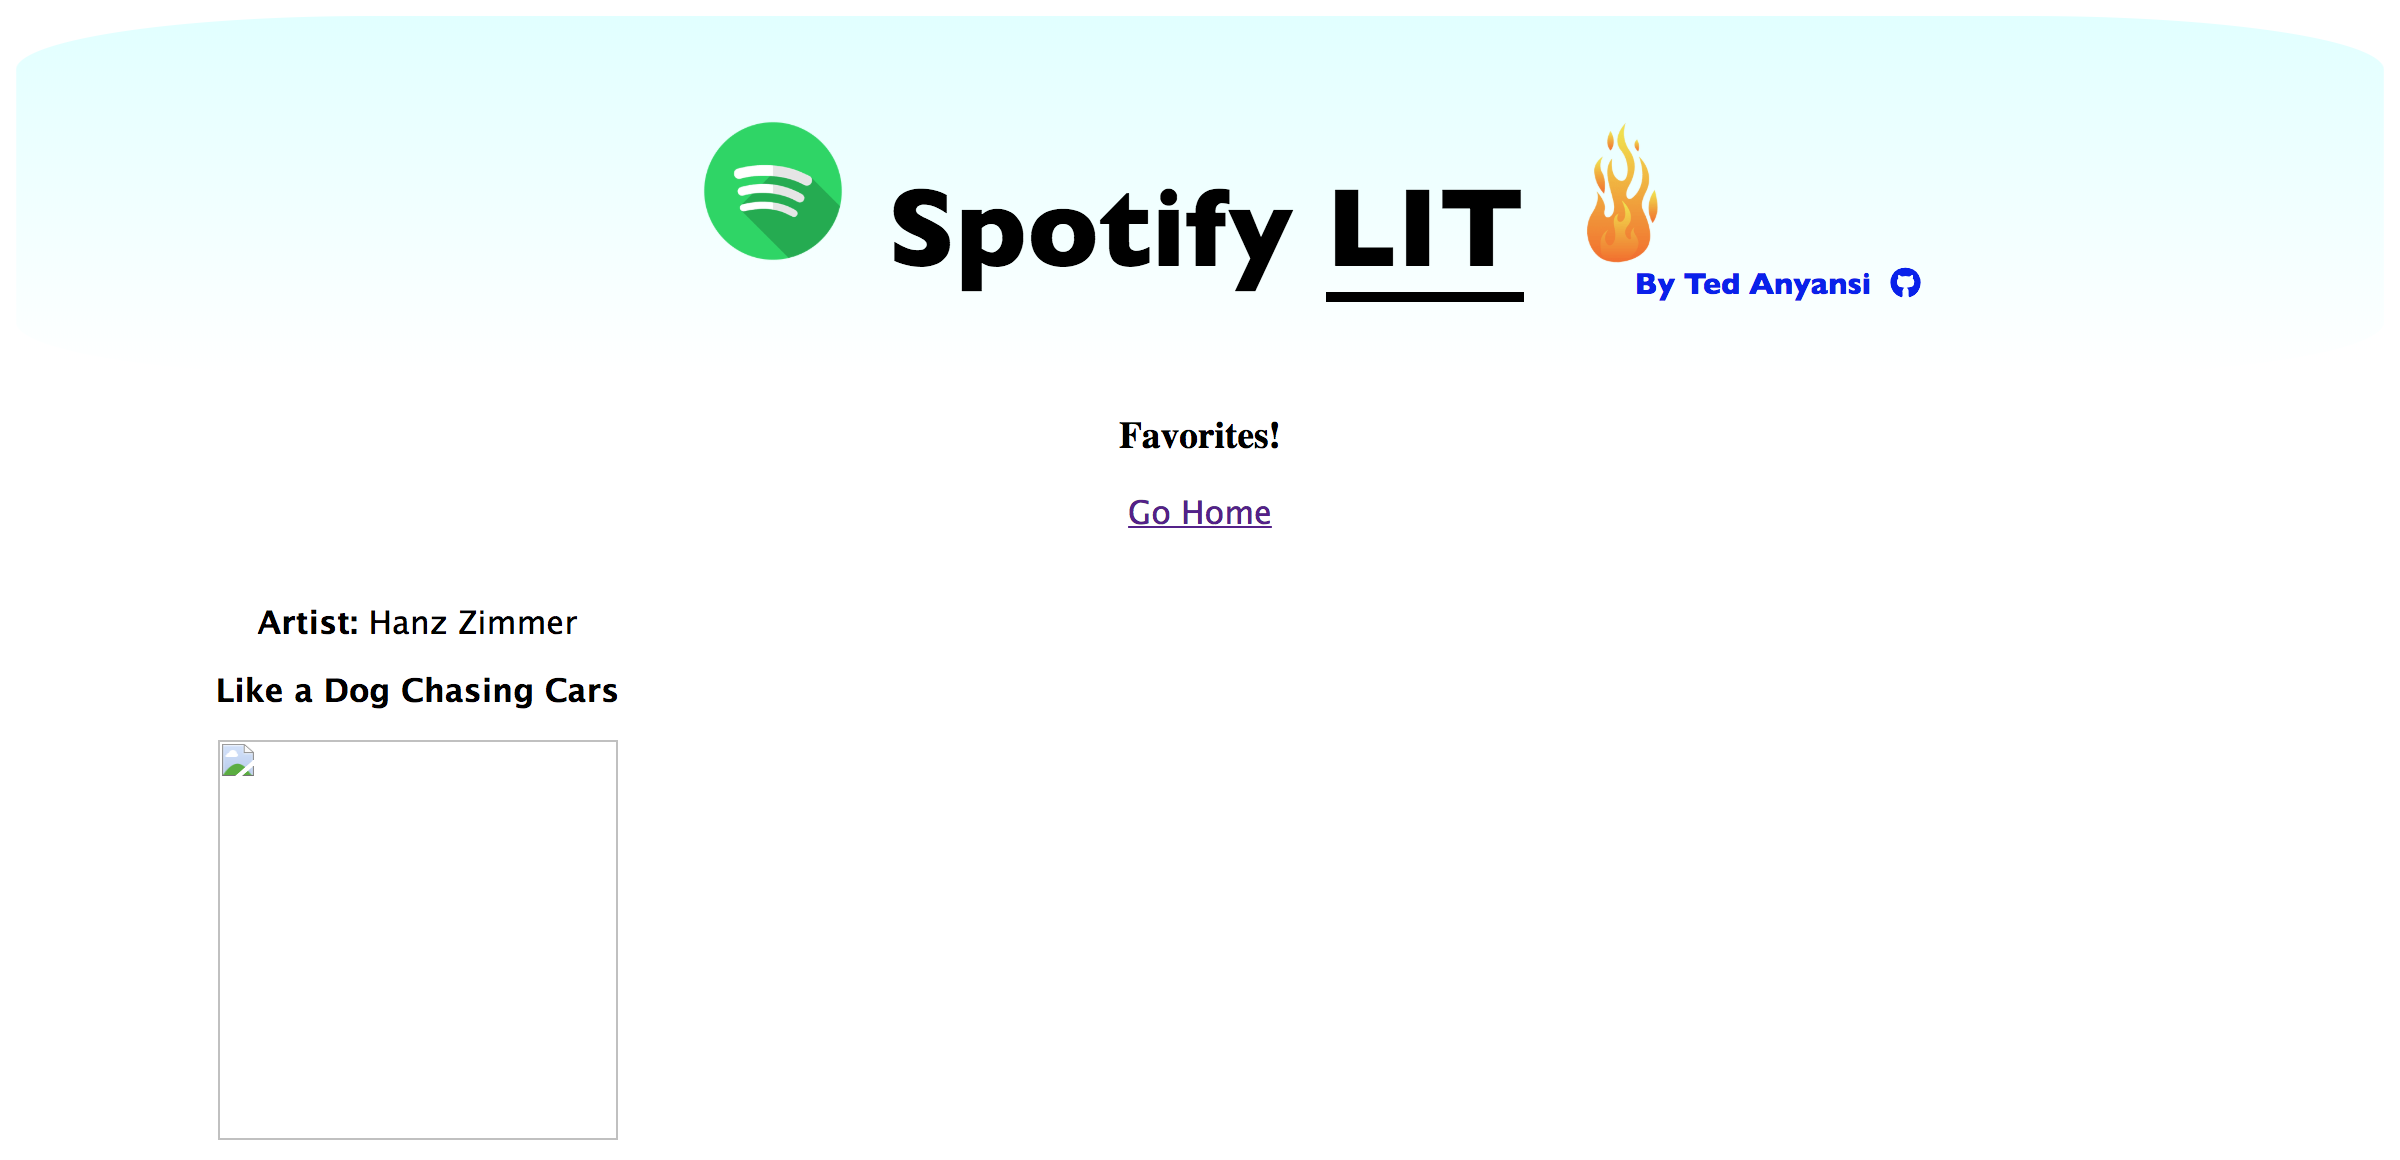 Spotify LIT
By Ted Anyansi
Favorites!
Go Home
Artist: Hanz Zimmer
Like a Dog Chasing Cars